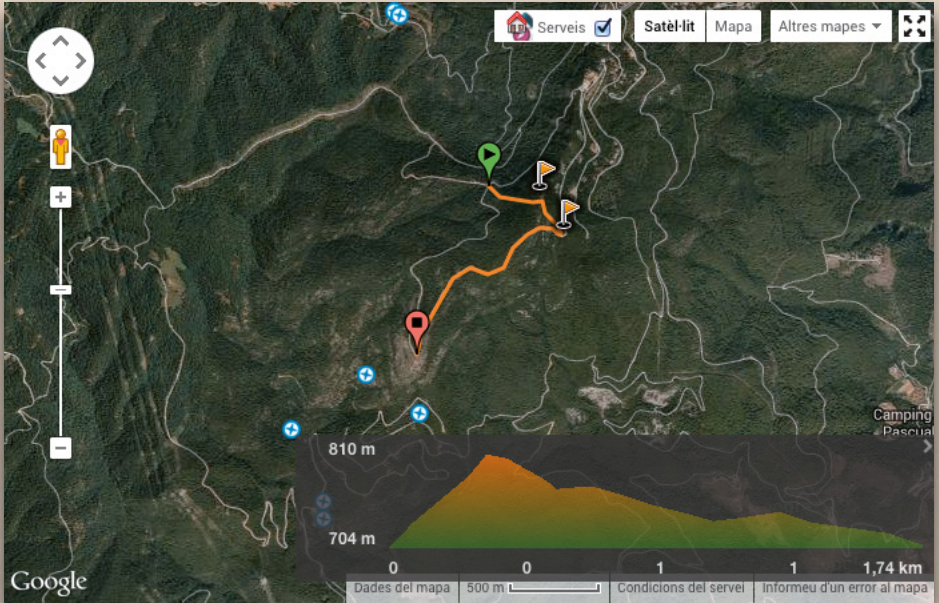 Serveis
Satèl·lit
Mapa
Altres mapes
Camping
Pascual
810 m
704 m
0 0 1 1 1,74 km
Google
Dades del mapa
500 m
Condicions del servei
Informeu d'un error al mapa